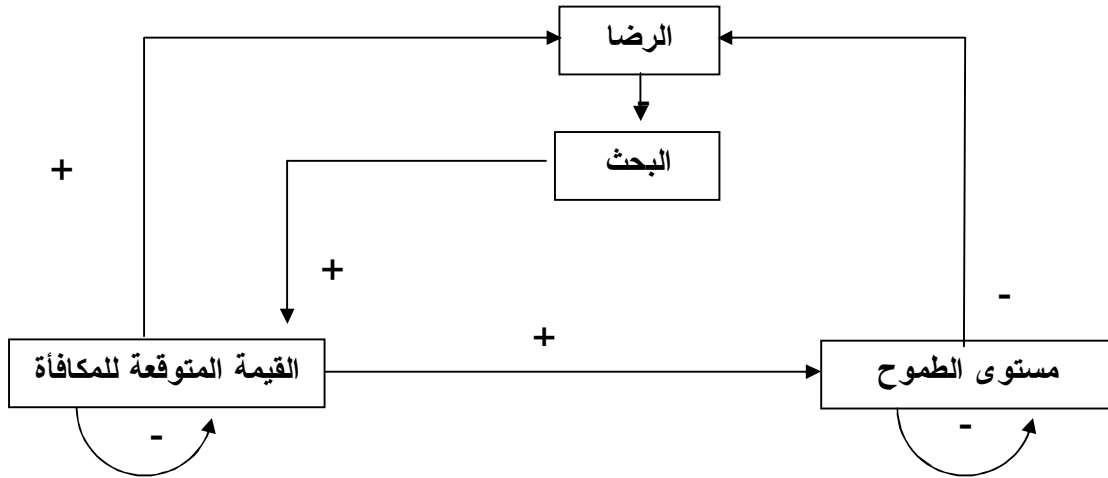 الرضا
-
البحث
+
+
-
+
القيمة المتوقعة للمكافأة
مستوى الطموح
-
-